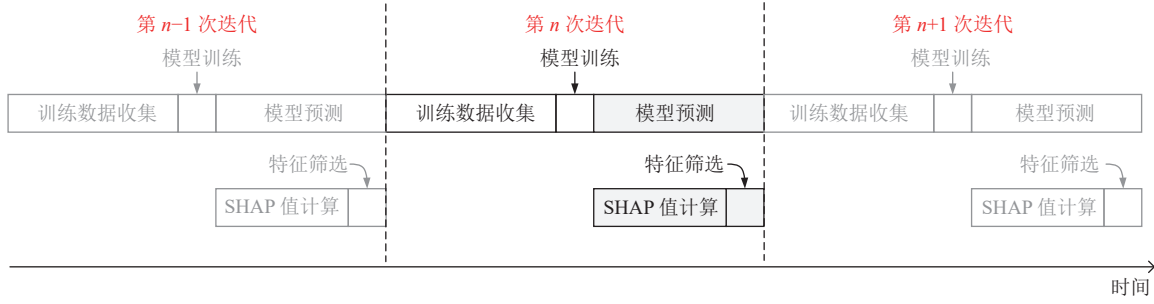 第 n−1 次迭代 第 n 次迭代 第 n+1 次迭代
模型训练 模型训练 模型训练
训练数据收集 模型预测 训练数据收集 模型预测 训练数据收集 模型预测
特征筛选 特征筛选 特征筛选
SHAP 值计算 SHAP 值计算 SHAP 值计算
时间